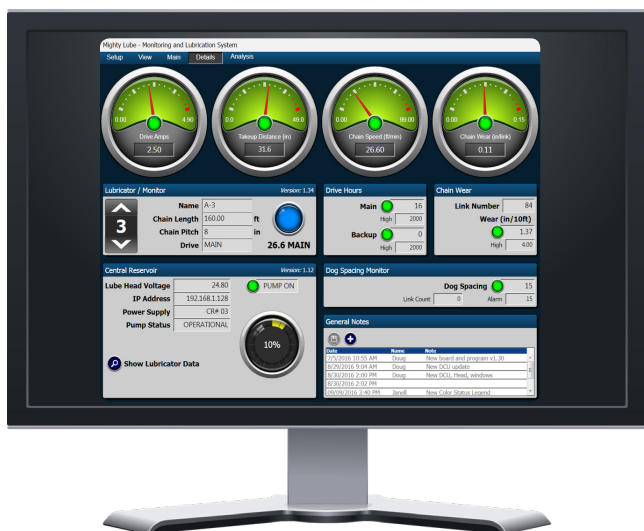 Mighty Lube - Monitoring and Lubrication System
Setup View Main Details Analysis
0.00 4.90 0.00 49.0 0.00 99.00 0.00 0.15
Drive Amps Takeup Distance (in) Chain Speed (ft/min) Chain Wear (in/link)
2.50 31.6 26.60 0.11
Lubricator / Monitor Version: 1.34
3
Name A-3
Chain Length 160.00 ft
Chain Pitch 8 in
Drive MAIN 26.6 MAIN
Drive Hours
Main 16
High 2000
Backup 0
High 2000
Chain Wear
Link Number 84
Wear (in/10ft)
1.37
High 4.00
Central Reservoir Version: 1.12
Lube Head Voltage 24.80 PUMP ON
IP Address 192.168.1.128
Power Supply CR# 03
Pump Status OPERATIONAL
10%
Show Lubricator Data
Dog Spacing Monitor
Dog Spacing 15
Link Count 0 Alarm 15
General Notes
Date Name Note
7/5/2016 10:55 AM Doug New board and program v1.30
8/29/2016 9:04 AM Doug New DCU update
8/30/2016 2:00 PM Doug New DCU, Head, windows
8/30/2016 2:02 PM
09/09/2016 3:40 PM Janell New Color Status Legend